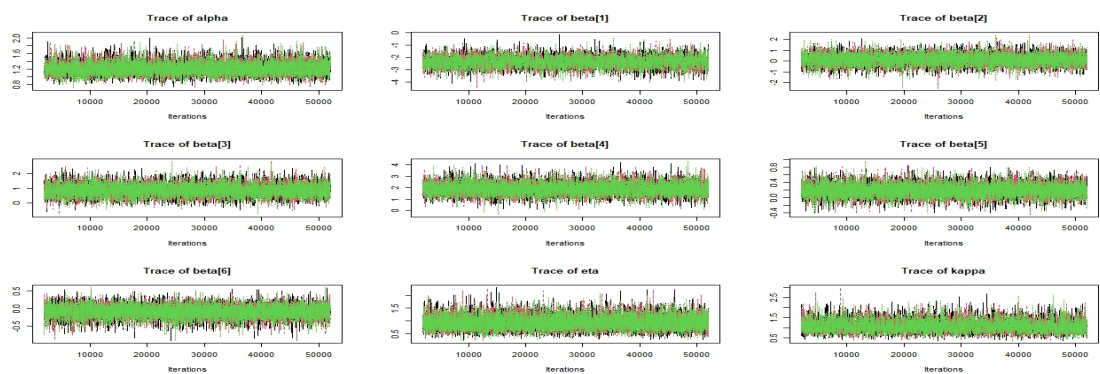 Trace of alpha
0.8 1.2 1.6 2.0
10000 20000 30000 40000 50000
Iterations
Trace of beta[1]
-4 -3 -2 -1 0
10000 20000 30000 40000 50000
Iterations
Trace of beta[2]
-2 -1 0 1 2
10000 20000 30000 40000 50000
Iterations
Trace of beta[3]
0 1 2
10000 20000 30000 40000 50000
Iterations
Trace of beta[4]
0 1 2 3 4
10000 20000 30000 40000 50000
Iterations
Trace of beta[5]
-0.4 0.0 0.4 0.8
10000 20000 30000 40000 50000
Iterations
Trace of beta[6]
-0.5 0.0 0.5
10000 20000 30000 40000 50000
Iterations
Trace of eta
0.5 1.5
10000 20000 30000 40000 50000
Iterations
Trace of kappa
0.5 1.5 2.5
10000 20000 30000 40000 50000
Iterations